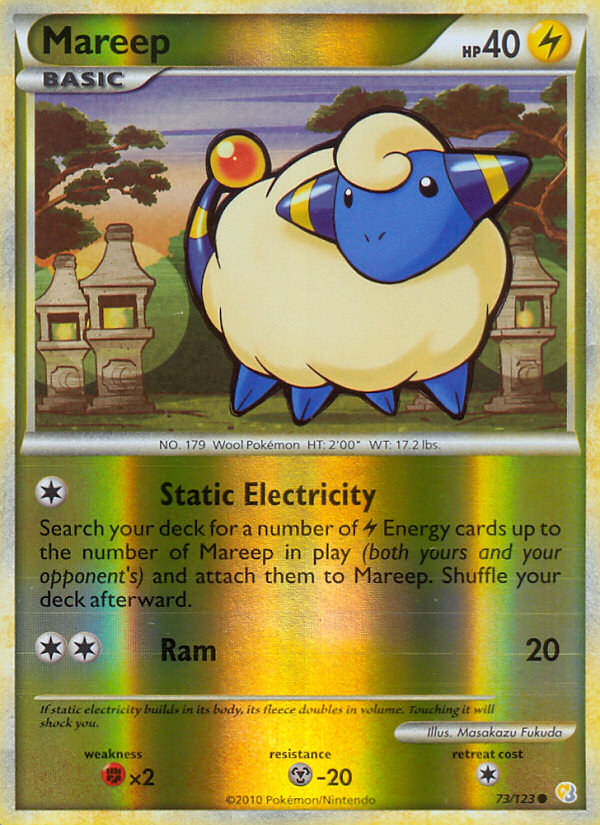 Mareep
HP 40
BASIC
NO. 179 Wool Pokémon HT: 2'00" WT: 17.2 lbs.
Static Electricity
Search your deck for a number of Energy cards up to
the number of Mareep in play (both yours and your
opponent's) and attach them to Mareep. Shuffle your
deck afterward.
Ram 20
If static electricity builds in its body, its fleece doubles in volume. Touching it will
shock you.
Illus. Masakazu Fukuda
weakness resistance retreat cost
×2 -20
©2010 Pokémon/Nintendo 73/123